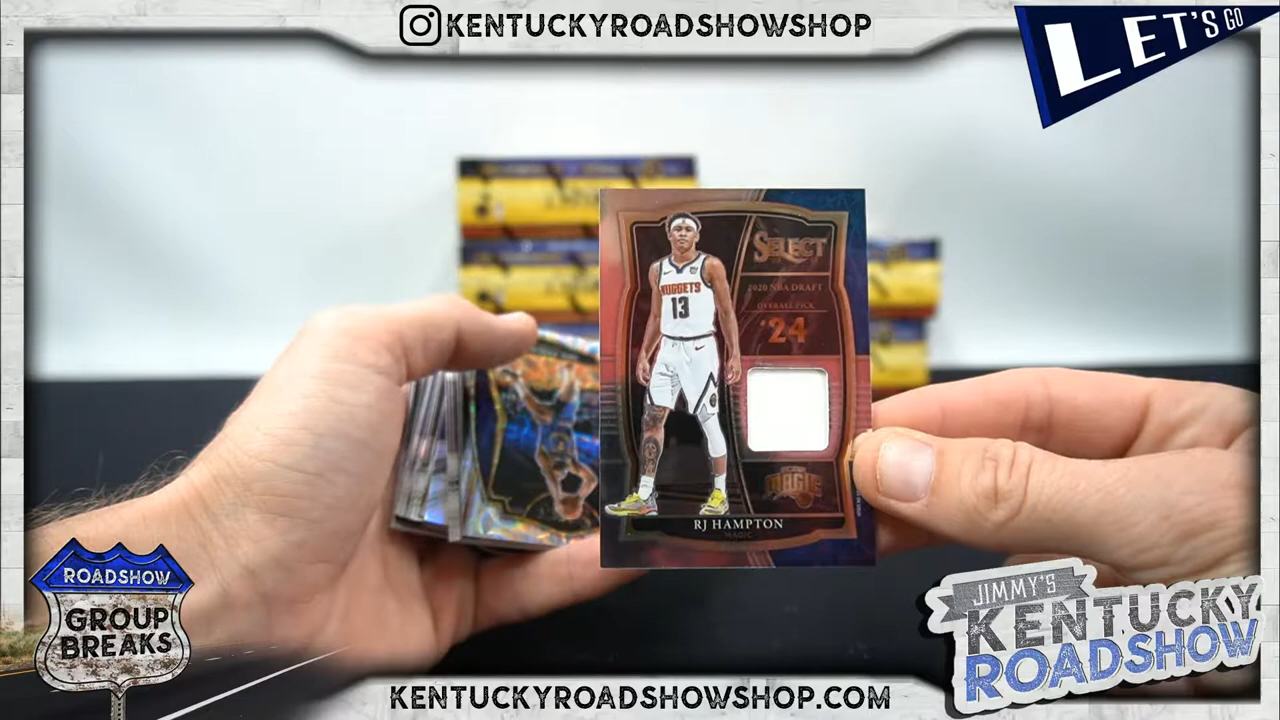 KENTUCKYROADSHOWSHOP
LET'S GO
SELECT
2020 NBA DRAFT
OVERALL PICK
'24
NUGGETS
13
MAGIC
RJ HAMPTON
MAGIC
ROADSHOW
GROUP
BREAKS
JIMMY'S
KENTUCKY
ROADSHOW
KENTUCKYROADSHOWSHOP.COM